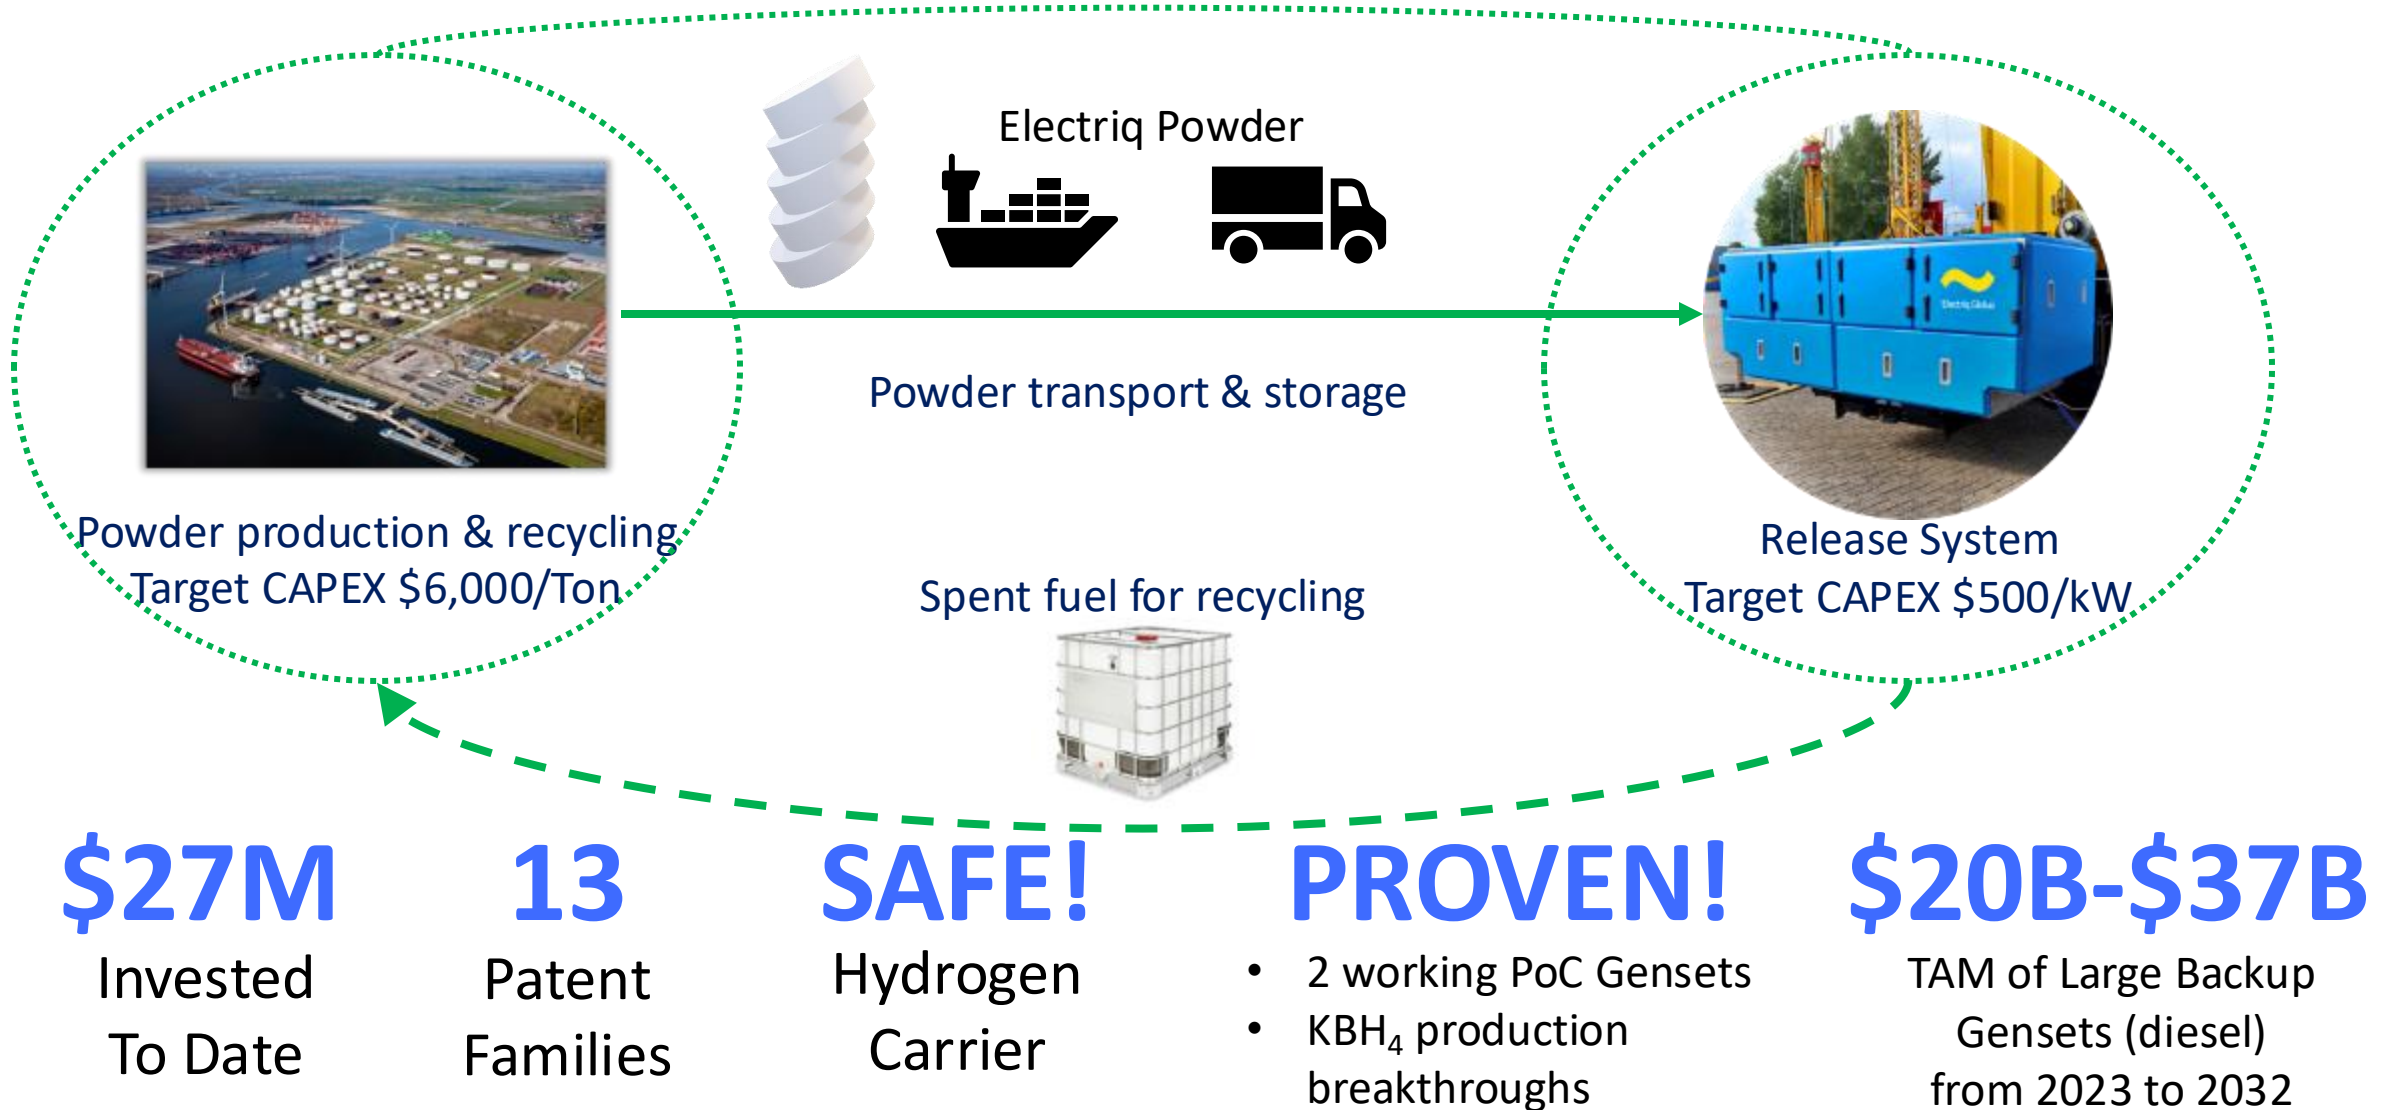 Electriq Powder
Electriq Global
Powder transport & storage
Powder production & recycling
Target CAPEX $6,000/Ton
Release System
Target CAPEX $500/kW
Spent fuel for recycling
$27M
Invested
To Date
13
Patent
Families
SAFE!
Hydrogen
Carrier
PROVEN!
• 2 working PoC Gensets
• KBH₄ production
breakthroughs
$20B-$37B
TAM of Large Backup
Gensets (diesel)
from 2023 to 2032